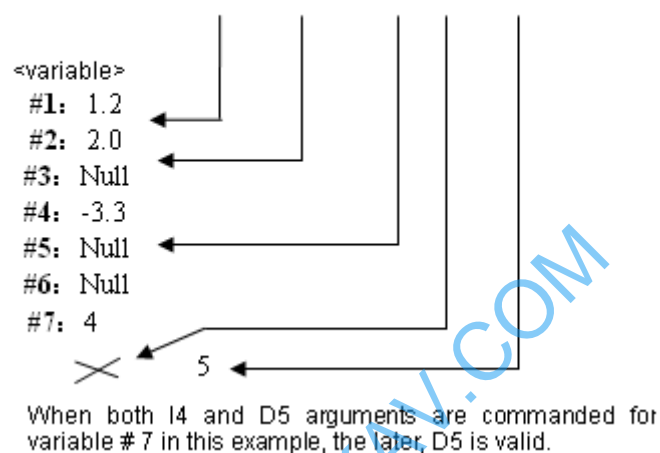 <variable>
#1: 1.2
#2: 2.0
#3: Null
#4: -3.3
#5: Null
#6: Null
#7: 4
5
When both I4 and D5 arguments are commanded for
variable # 7 in this example, the later, D5 is valid.
AV.COM